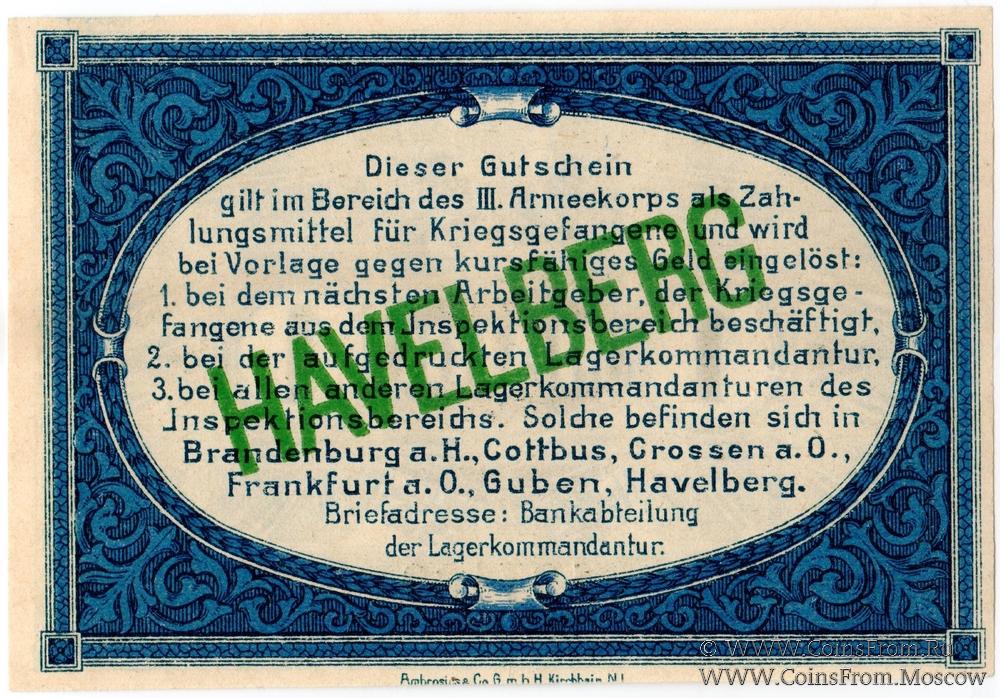 Dieser Gutschein
gilt im Bereich des III. Armeekorps als Zah-
lungsmittel für Kriegsgefangene und wird
bei Vorlage gegen kursfähiges Geld eingelöst:
1. bei dem nächsten Arbeitgeber, der Kriegsge-
fangene aus dem Inspektionsbereich beschäftigt,
2. bei der aufgedruckten Lagerkommandantur,
3. bei allen anderen Lagerkommandanturen des
Inspektionsbereichs. Solche befinden sich in
Brandenburg a. H., Cottbus, Crossen a. O.,
Frankfurt a. O., Guben, Havelberg.
Briefadresse: Bankabteilung
der Lagerkommandantur.
HAVELBERG
Ambrosius & Co. G. m. b. H. Kirchhain N.L.
© WWW.CoinsFrom.Ru
WWW.CoinsFrom.Moscow